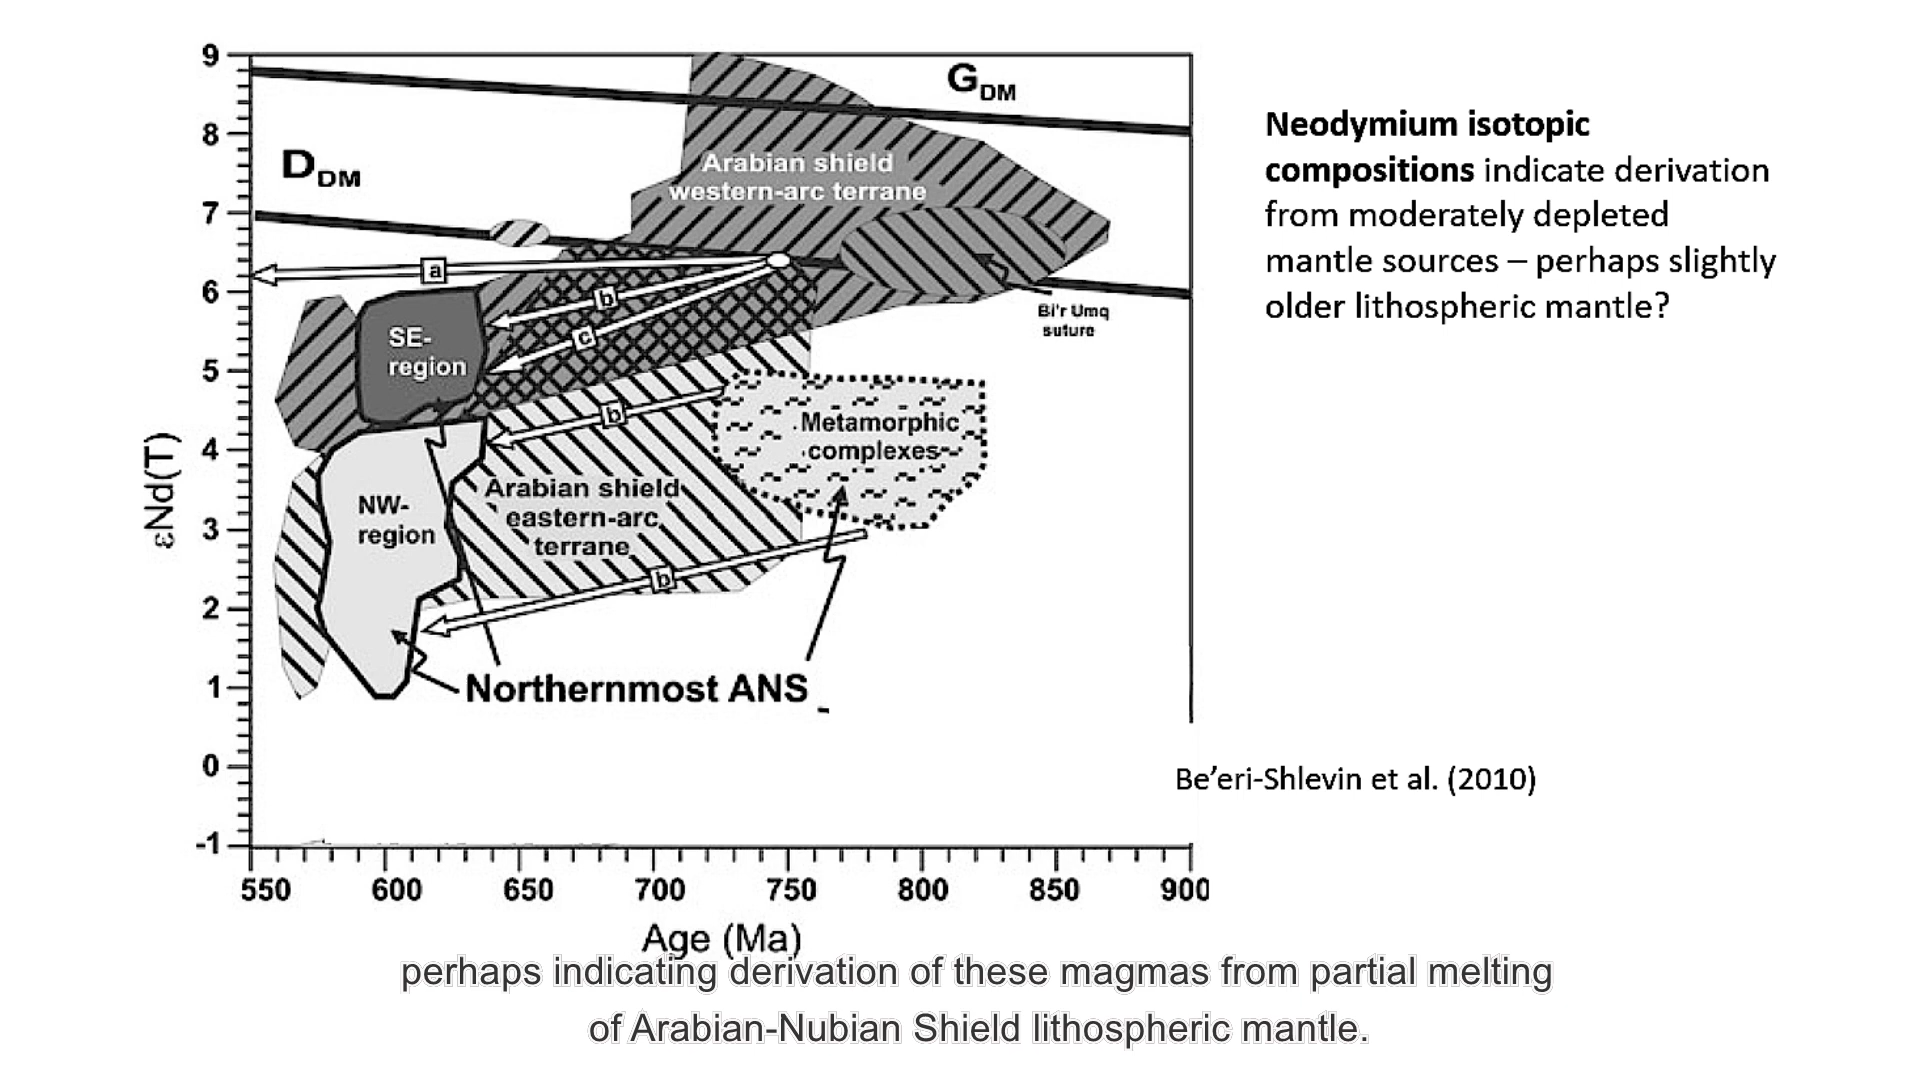 9
8
7
6
5
4
3
2
1
0
-1
εNd(T)
550 600 650 700 750 800 850 900
Age (Ma)
GDM
DDM
Arabian shield
western-arc terrane
a
b
c
Bi'r Umq
suture
SE-
region
b
Metamorphic
complexes
NW-
region
Arabian shield
eastern-arc
terrane
b
Northernmost ANS
Neodymium isotopic
compositions indicate derivation
from moderately depleted
mantle sources – perhaps slightly
older lithospheric mantle?
Be’eri-Shlevin et al. (2010)
perhaps indicating derivation of these magmas from partial melting
of Arabian-Nubian Shield lithospheric mantle.